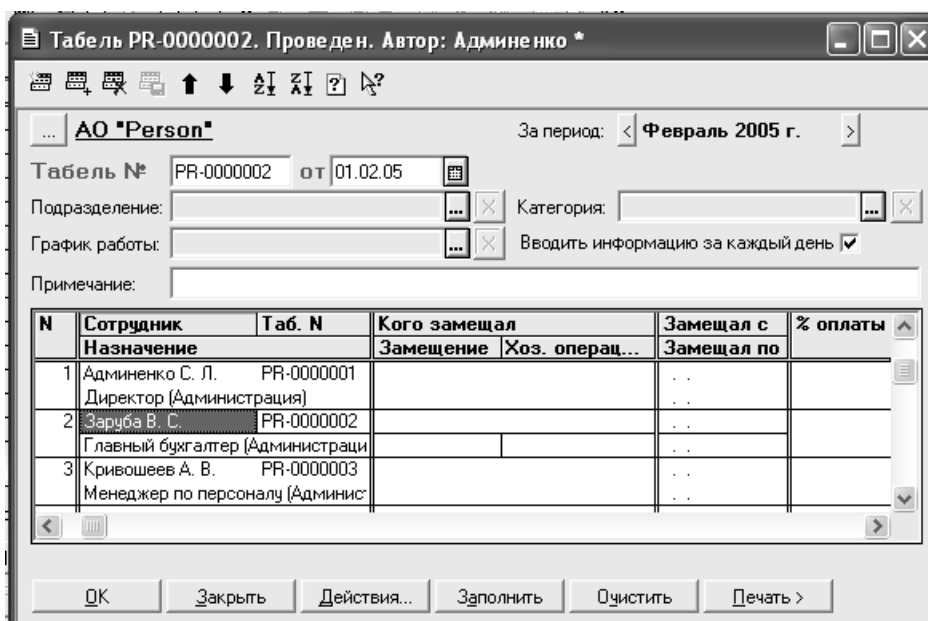 Табель PR-0000002. Проведен. Автор: Админенко *
... АО "Person" За период: < Февраль 2005 г. >
Табель № PR-0000002 от 01.02.05
Подразделение: ... X Категория: ... X
График работы: ... X Вводить информацию за каждый день
Примечание:
N Сотрудник Таб. N Кого замещал Замещал с % оплаты
Назначение Замещение Хоз. операц... Замещал по
1 Админенко С. Л. PR-0000001 . .
Директор (Администрация) . .
2 Заруба В. С. PR-0000002 . .
Главный бухгалтер (Администраци . .
3 Кривошеев А. В. PR-0000003 . .
Менеджер по персоналу (Админис . .
ОК Закрыть Действия... Заполнить Очистить Печать >